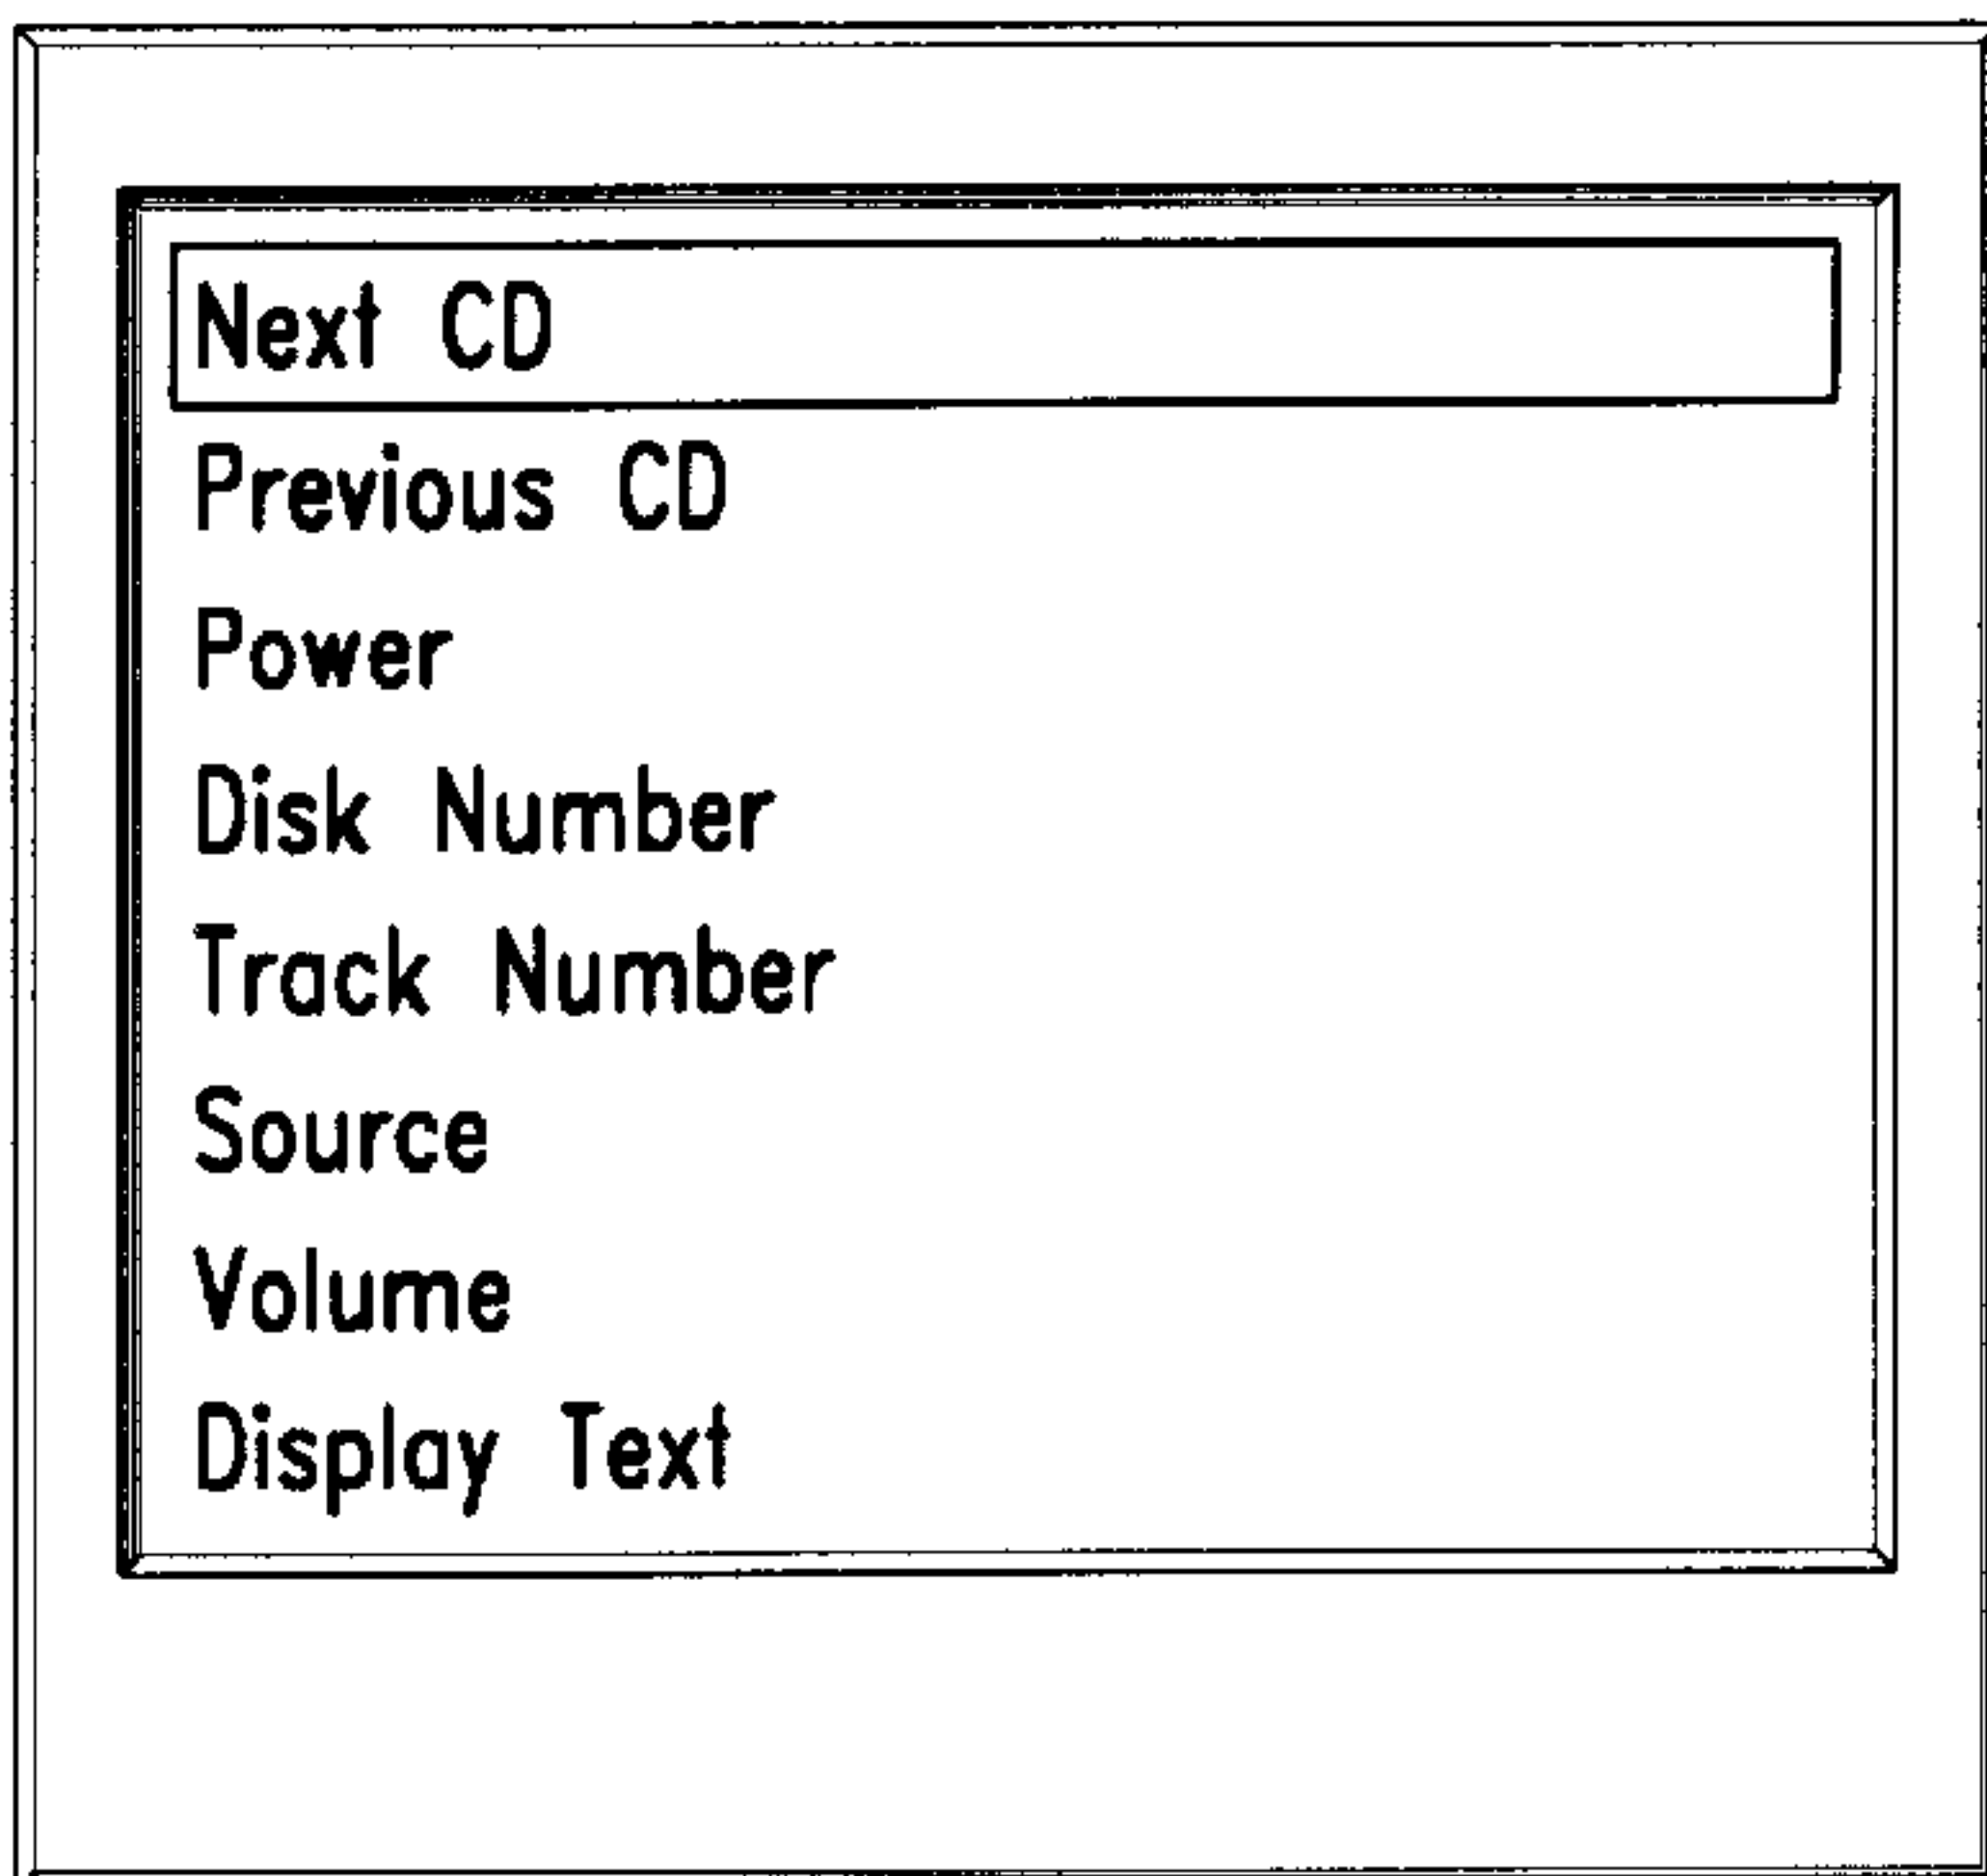 Next CD
Previous CD
Power
Disk Number
Track Number
Source
Volume
Display Text